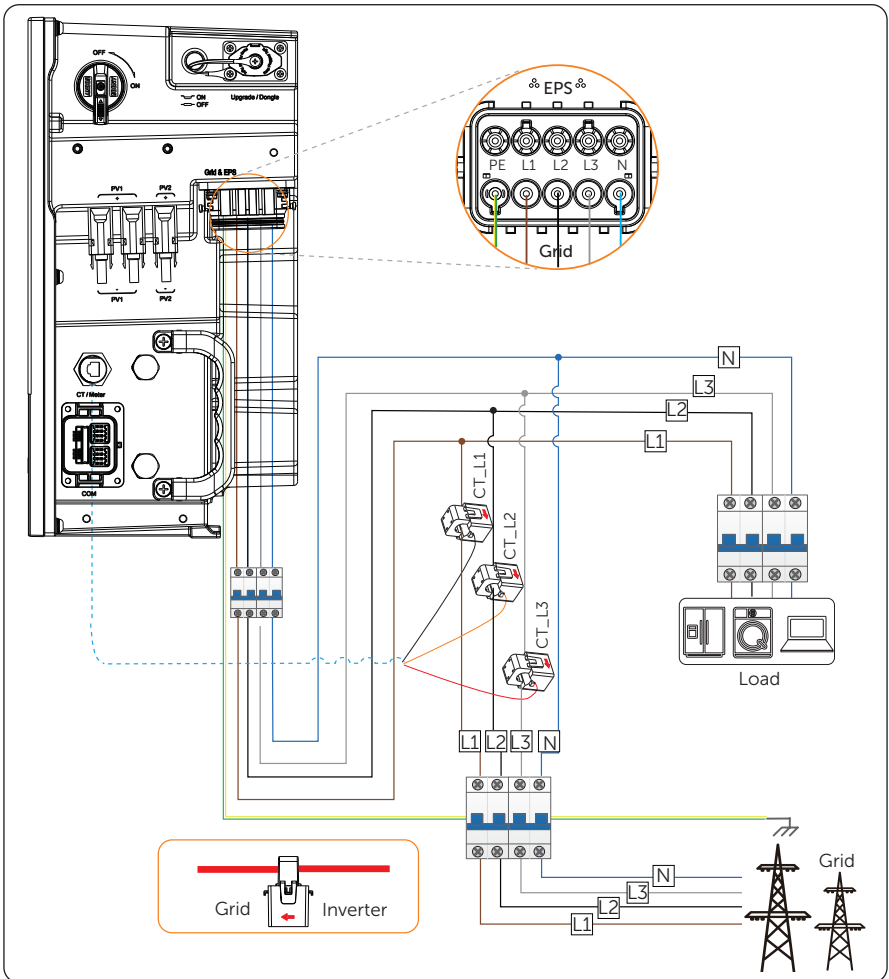 OFF
ON
ON
OFF
Upgrade / Dongle
Grid & EPS
PV1
PV2
+
+
-
-
PV1
PV2
CT / Meter
COM
EPS
PE L1 L2 L3 N
Grid
N
L3
L2
L1
CT_L1
CT_L2
CT_L3
Load
L1 L2 L3 N
Grid
N
L3
L2
L1
Grid
Inverter